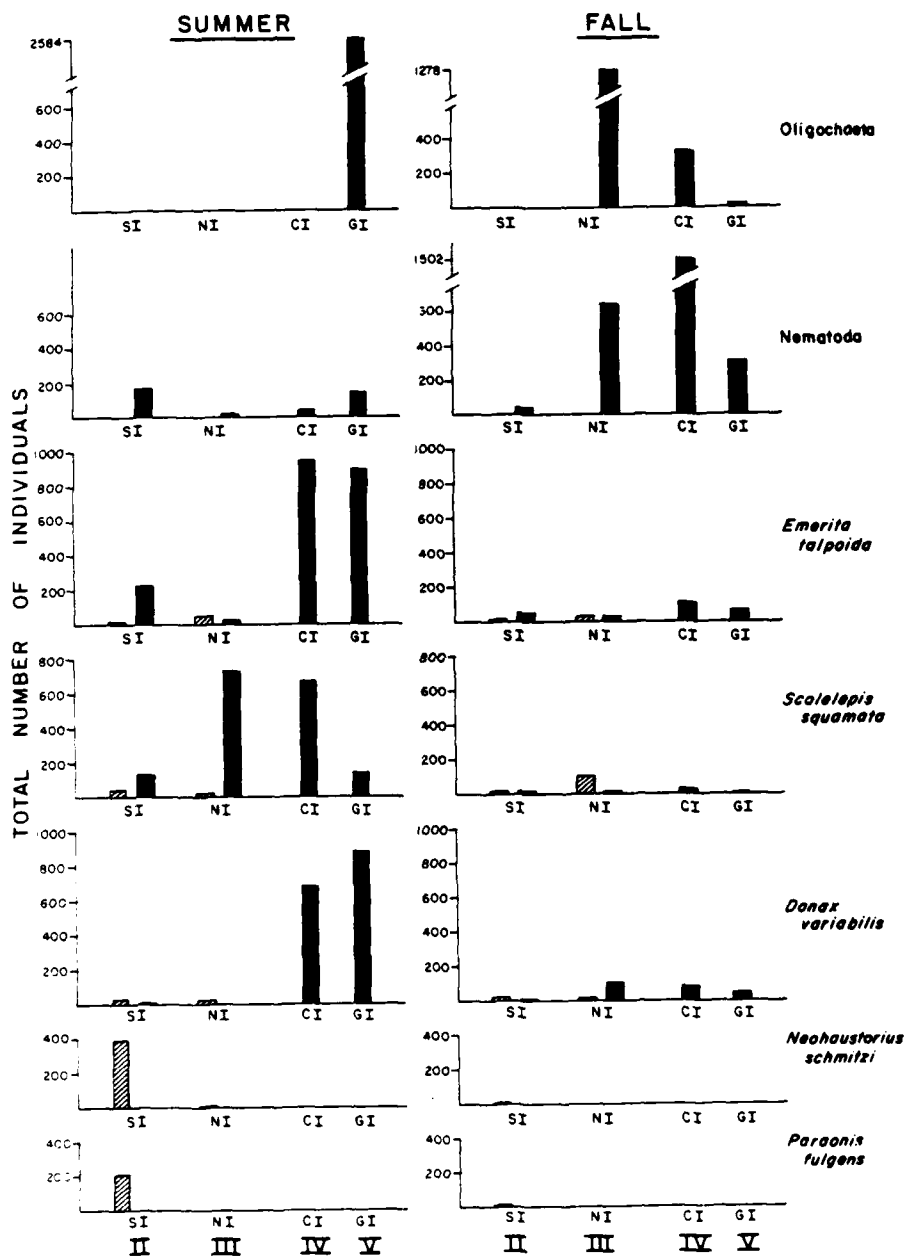 SUMMER
FALL
2584
600
400
200
SI NI CI GI
1278
400
200
SI NI CI GI
Oligochaeta
600
400
200
SI NI CI GI
1502
300
400
200
SI NI CI GI
Nematoda
TOTAL NUMBER OF INDIVIDUALS
1000
800
600
400
200
SI NI CI GI
1000
800
600
400
200
SI NI CI GI
Emerita
talpoida
800
600
400
200
SI NI CI GI
800
600
400
200
SI NI CI GI
Scolelepis
squamata
1000
800
600
400
200
SI NI CI GI
1000
800
600
400
200
SI NI CI GI
Donax
variabilis
400
200
SI NI CI GI
400
200
SI NI CI GI
Neohaustorius
schmitzi
400
200
SI NI CI GI
II III IV V
400
200
SI NI CI GI
II III IV V
Paraonis
fulgens